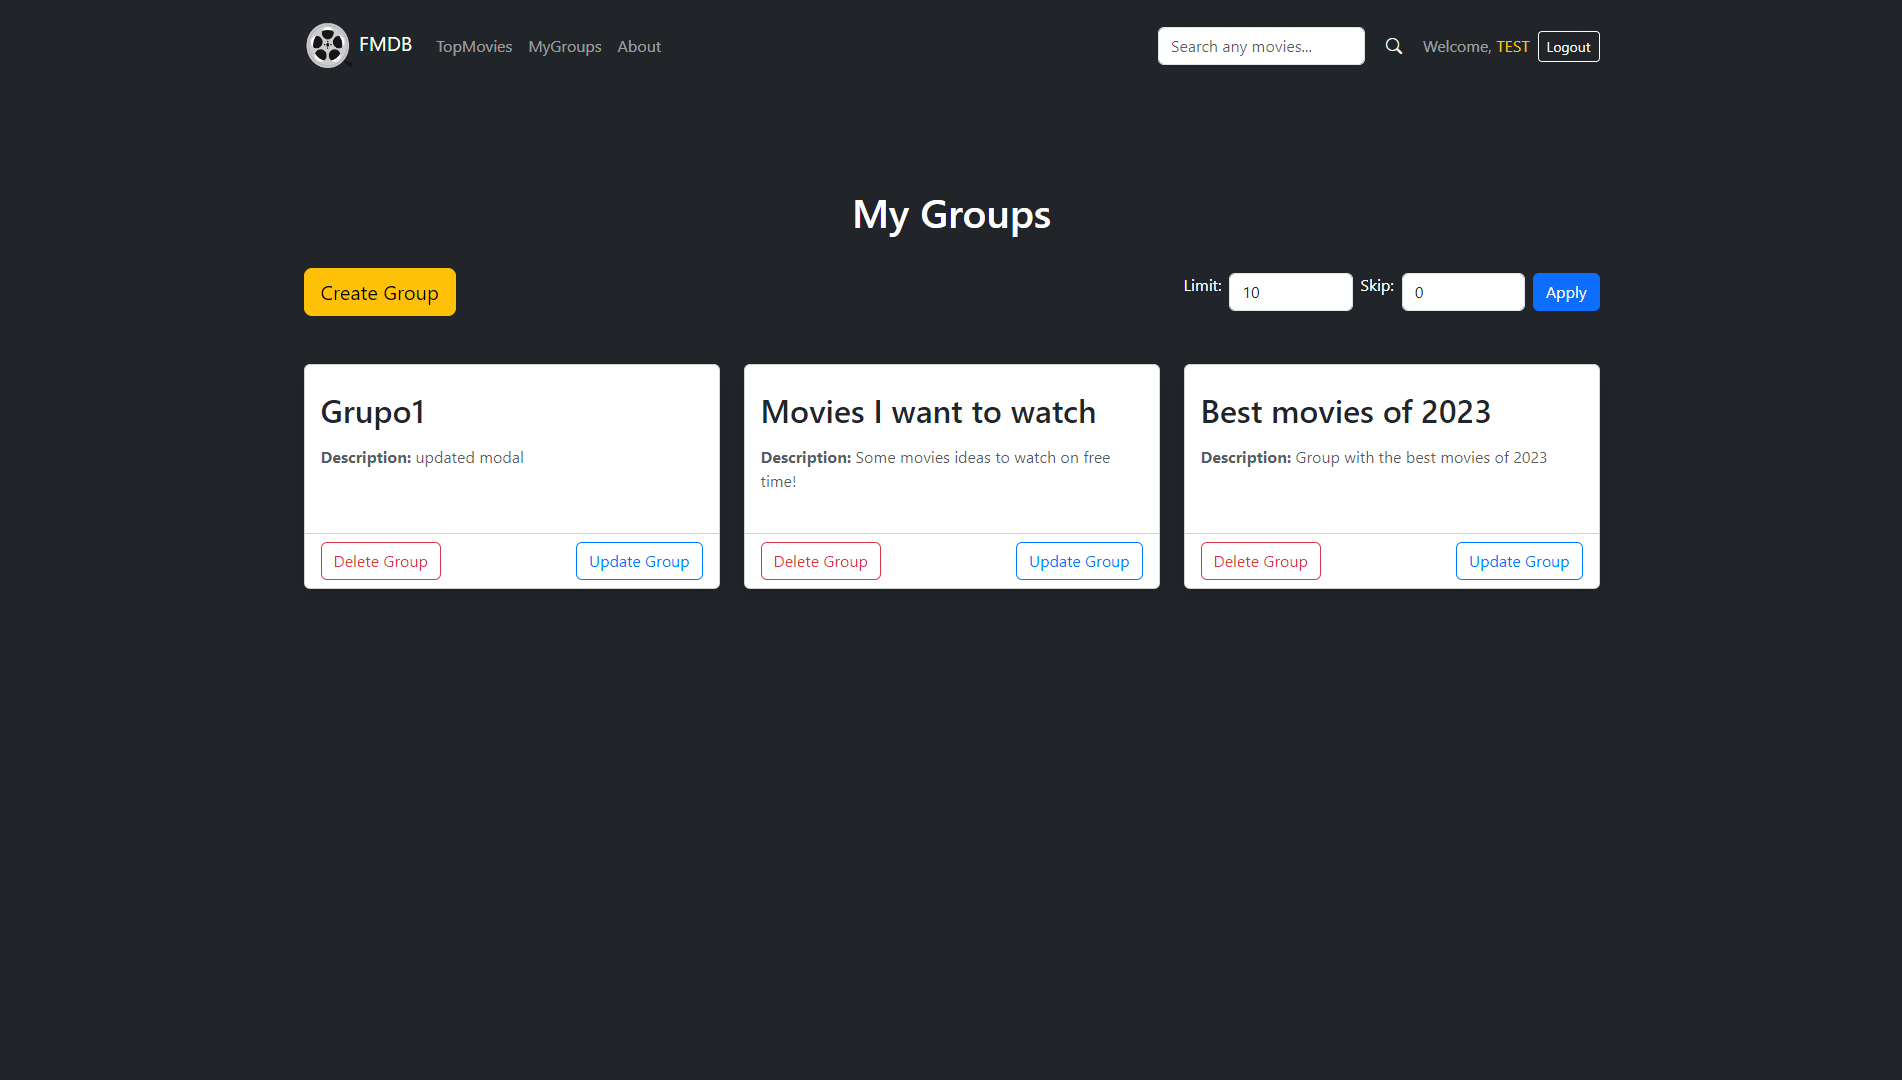 FMDB TopMovies MyGroups About Search any movies... Welcome, TEST Logout
My Groups
Create Group Limit: 10 Skip: 0 Apply
Grupo1
Description: updated modal
Delete Group Update Group
Movies I want to watch
Description: Some movies ideas to watch on free
time!
Delete Group Update Group
Best movies of 2023
Description: Group with the best movies of 2023
Delete Group Update Group